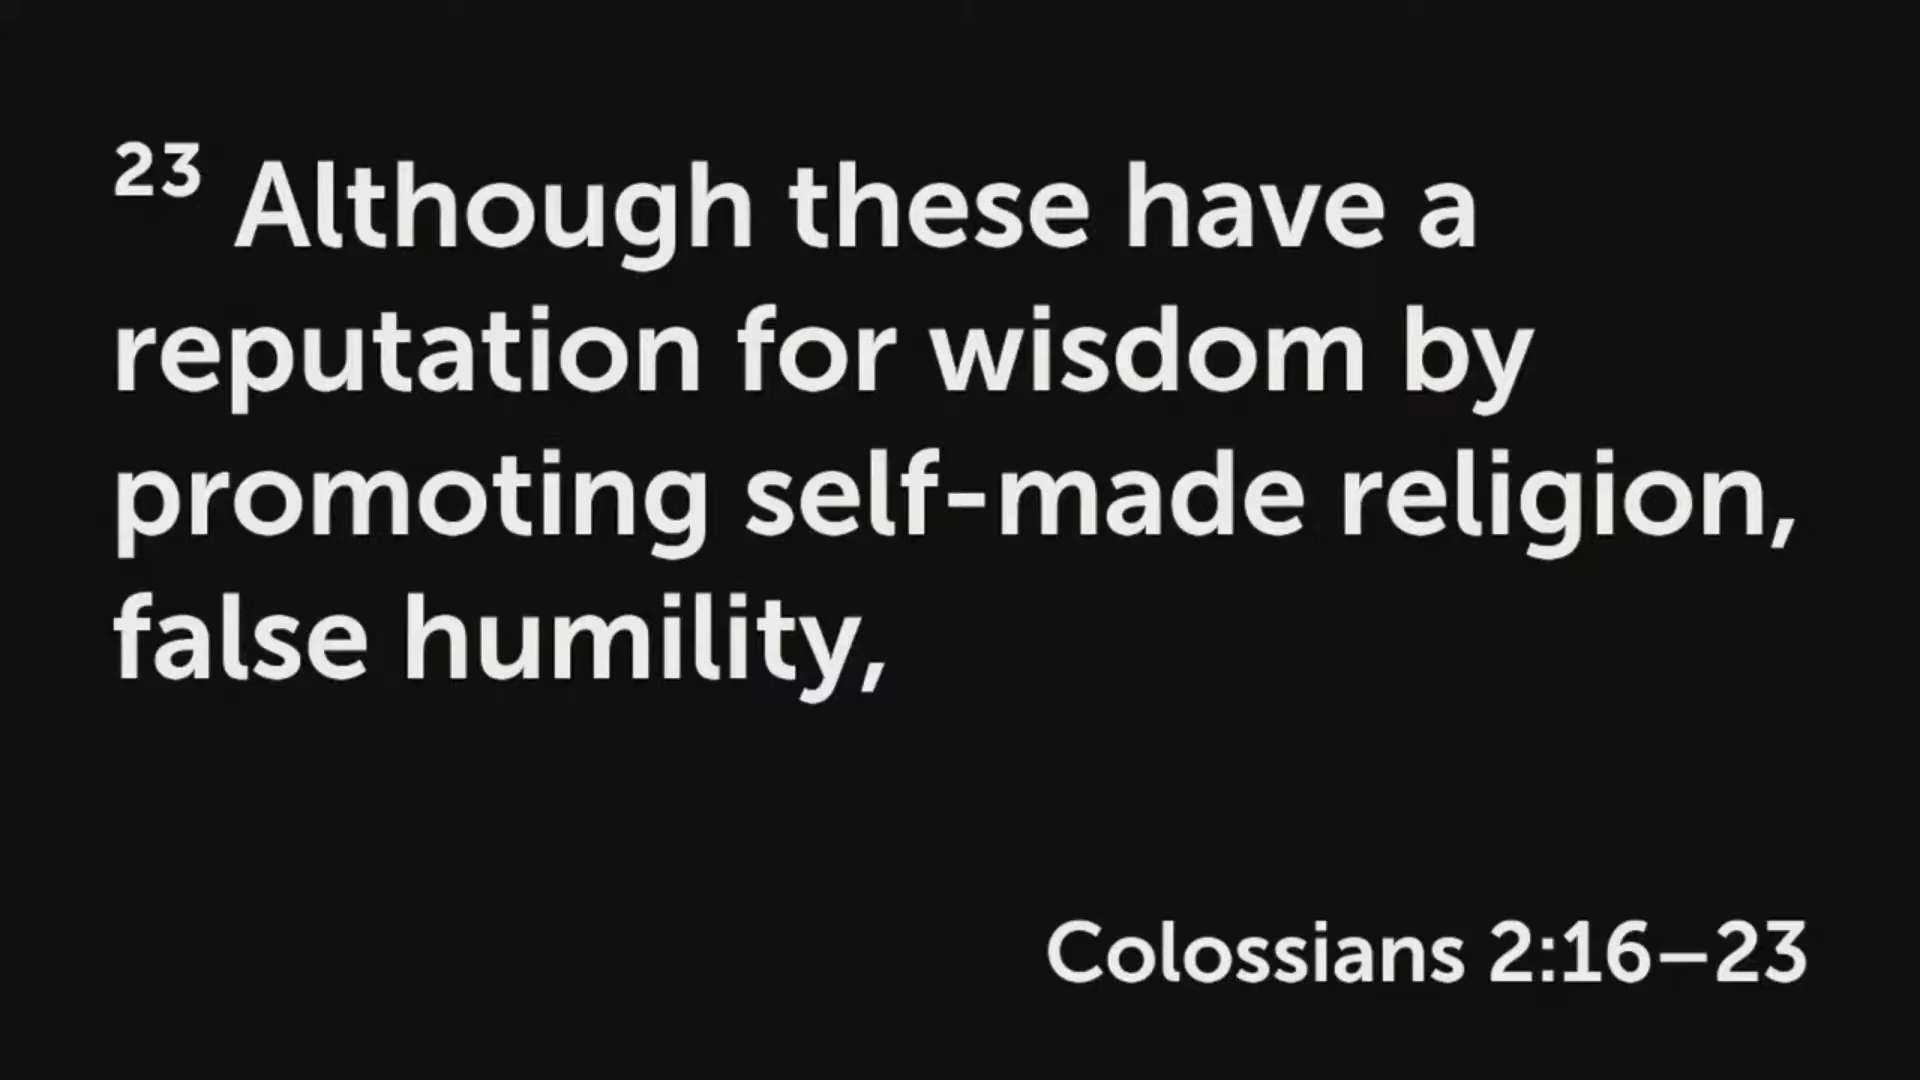 23 Although these have a
reputation for wisdom by
promoting self-made religion,
false humility,
Colossians 2:16–23